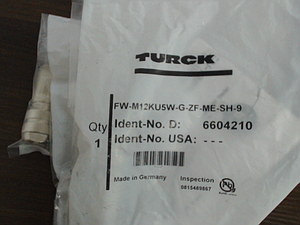 TURCK
FW-M12KU5W-G-ZF-ME-SH-9
Qty
1
Ident-No. D: 6604210
Ident-No. USA: - - -
Made in Germany
Inspection
0815485867